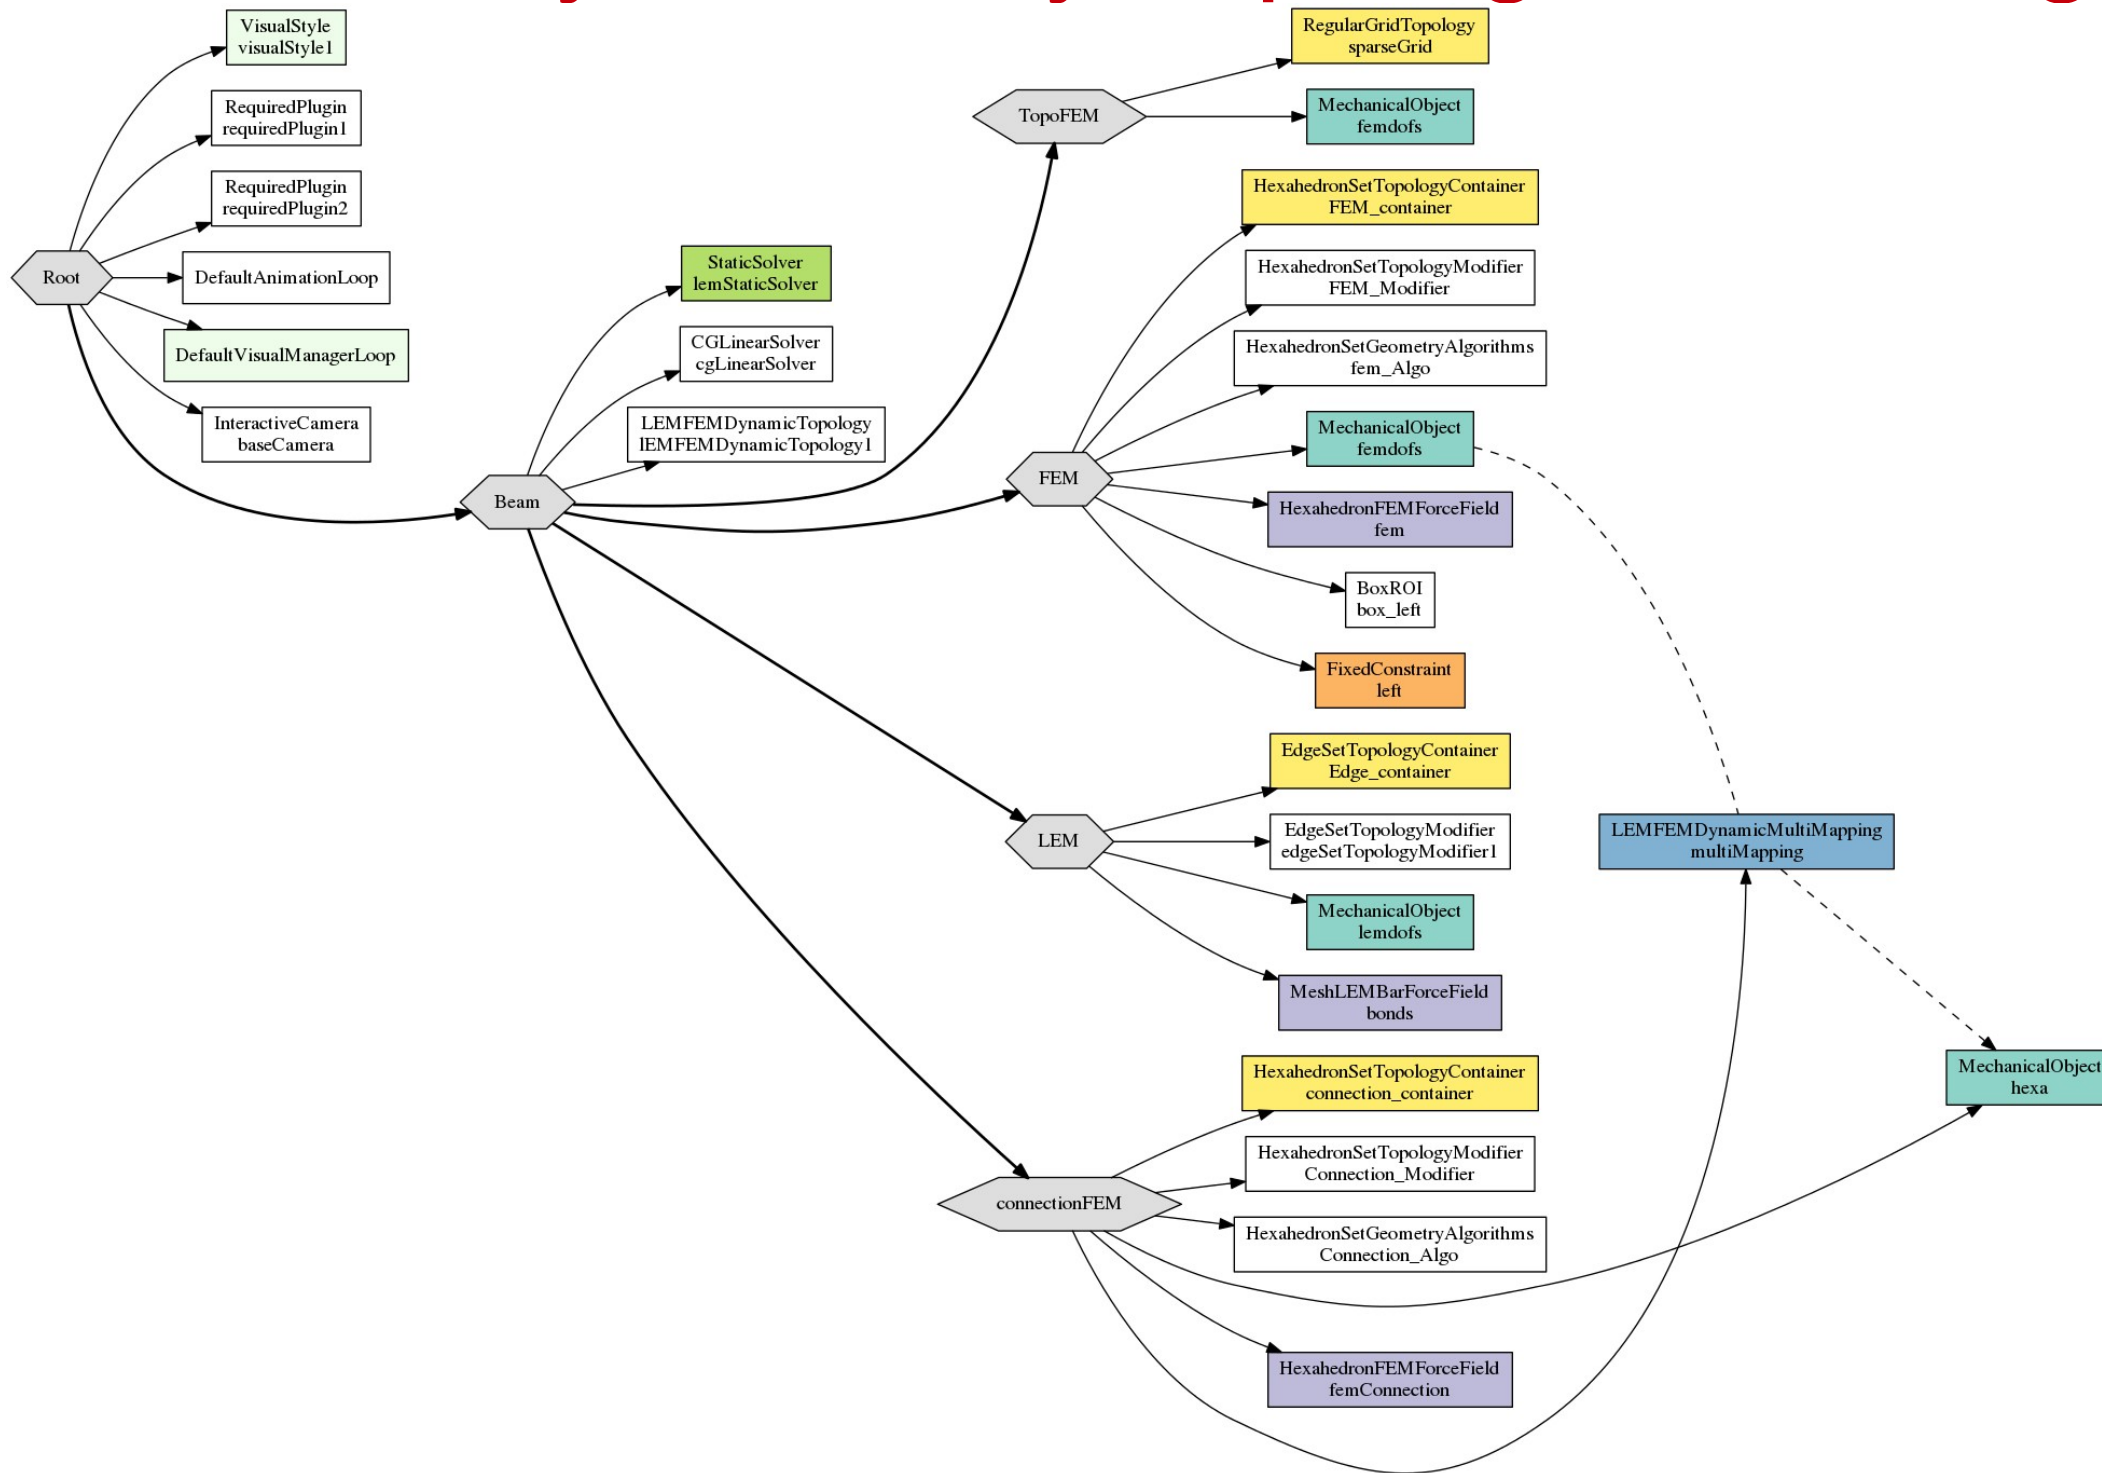 VisualStyle
visualStyle1
RequiredPlugin
requiredPlugin1
RequiredPlugin
requiredPlugin2
Root
DefaultAnimationLoop
DefaultVisualManagerLoop
InteractiveCamera
baseCamera
StaticSolver
lemStaticSolver
CGLinearSolver
cgLinearSolver
LEMFEMDynamicTopology
lEMFEMDynamicTopology1
Beam
RegularGridTopology
sparseGrid
TopoFEM
MechanicalObject
femdofs
HexahedronSetTopologyContainer
FEM_container
HexahedronSetTopologyModifier
FEM_Modifier
HexahedronSetGeometryAlgorithms
fem_Algo
MechanicalObject
femdofs
FEM
HexahedronFEMForceField
fem
BoxROI
box_left
FixedConstraint
left
EdgeSetTopologyContainer
Edge_container
LEM
EdgeSetTopologyModifier
edgeSetTopologyModifier1
MechanicalObject
lemdofs
MeshLEMBarForceField
bonds
LEMFEMDynamicMultiMapping
multiMapping
HexahedronSetTopologyContainer
connection_container
MechanicalObject
hexa
HexahedronSetTopologyModifier
Connection_Modifier
connectionFEM
HexahedronSetGeometryAlgorithms
Connection_Algo
HexahedronFEMForceField
femConnection